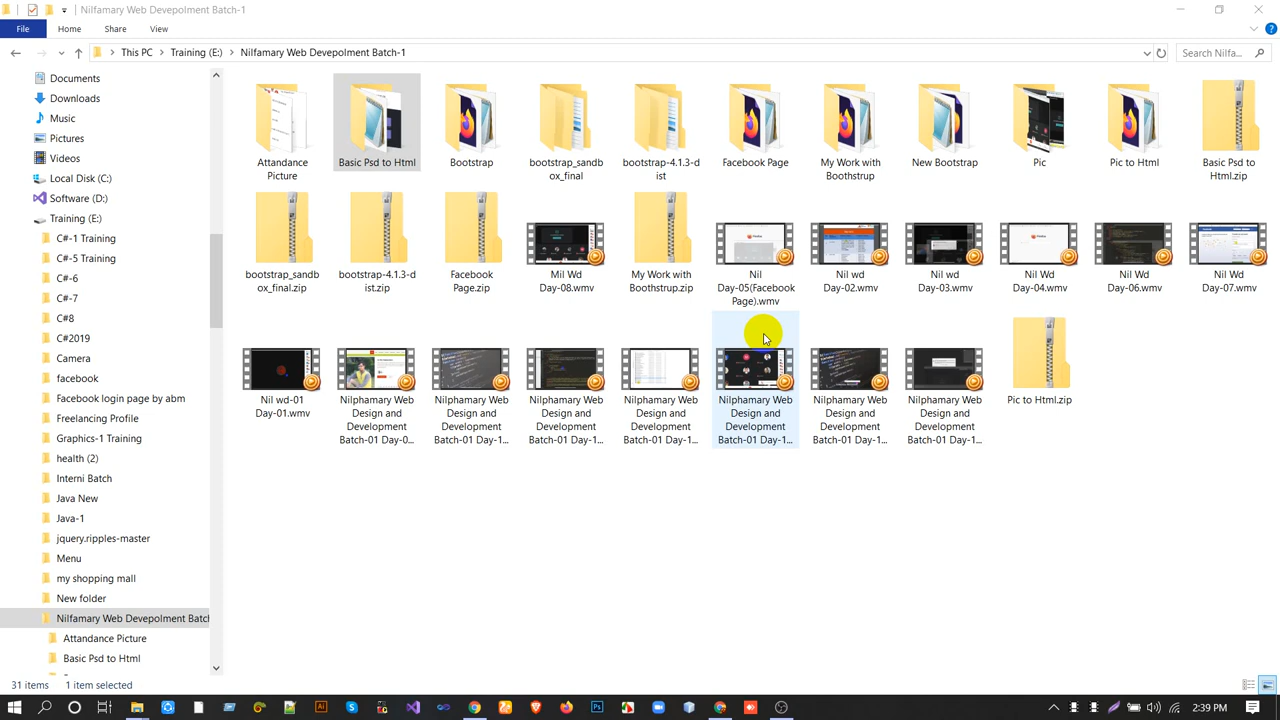 Nilfamary Web Devepolment Batch-1
File
Home
Share
View
This PC
Training (E:)
Nilfamary Web Devepolment Batch-1
Search Nilfa...
Documents
Downloads
Music
Pictures
Videos
Local Disk (C:)
Software (D:)
Training (E:)
C#-1 Training
C#-5 Training
C#-6
C#-7
C#8
C#2019
Camera
facebook
Facebook login page by abm
Freelancing Profile
Graphics-1 Training
health (2)
Interni Batch
Java New
Java-1
jquery.ripples-master
Menu
my shopping mall
New folder
Nilfamary Web Devepolment Batch
Attandance Picture
Basic Psd to Html
Attandance
Picture
Basic Psd to Html
Bootstrap
bootstrap_sandb
ox_final
bootstrap-4.1.3-d
ist
Facebook Page
My Work with
Boothstrup
New Bootstrap
Pic
Pic to Html
Basic Psd to
Html.zip
bootstrap_sandb
ox_final.zip
bootstrap-4.1.3-d
ist.zip
Facebook
Page.zip
Mil Wd
Day-08.wmv
My Work with
Boothstrup.zip
Nil
Day-05(Facebook
Page).wmv
Nil wd
Day-02.wmv
Nil wd
Day-03.wmv
Nil Wd
Day-04.wmv
Nil Wd
Day-06.wmv
Nil Wd
Day-07.wmv
Nil wd-01
Day-01.wmv
Nilphamary Web
Design and
Development
Batch-01 Day-0...
Nilphamary Web
Design and
Development
Batch-01 Day-1...
Nilphamary Web
Design and
Development
Batch-01 Day-1...
Nilphamary Web
Design and
Development
Batch-01 Day-1...
Nilphamary Web
Design and
Development
Batch-01 Day-1...
Nilphamary Web
Design and
Development
Batch-01 Day-1...
Nilphamary Web
Design and
Development
Batch-01 Day-1...
Pic to Html.zip
31 items
1 item selected
2:39 PM